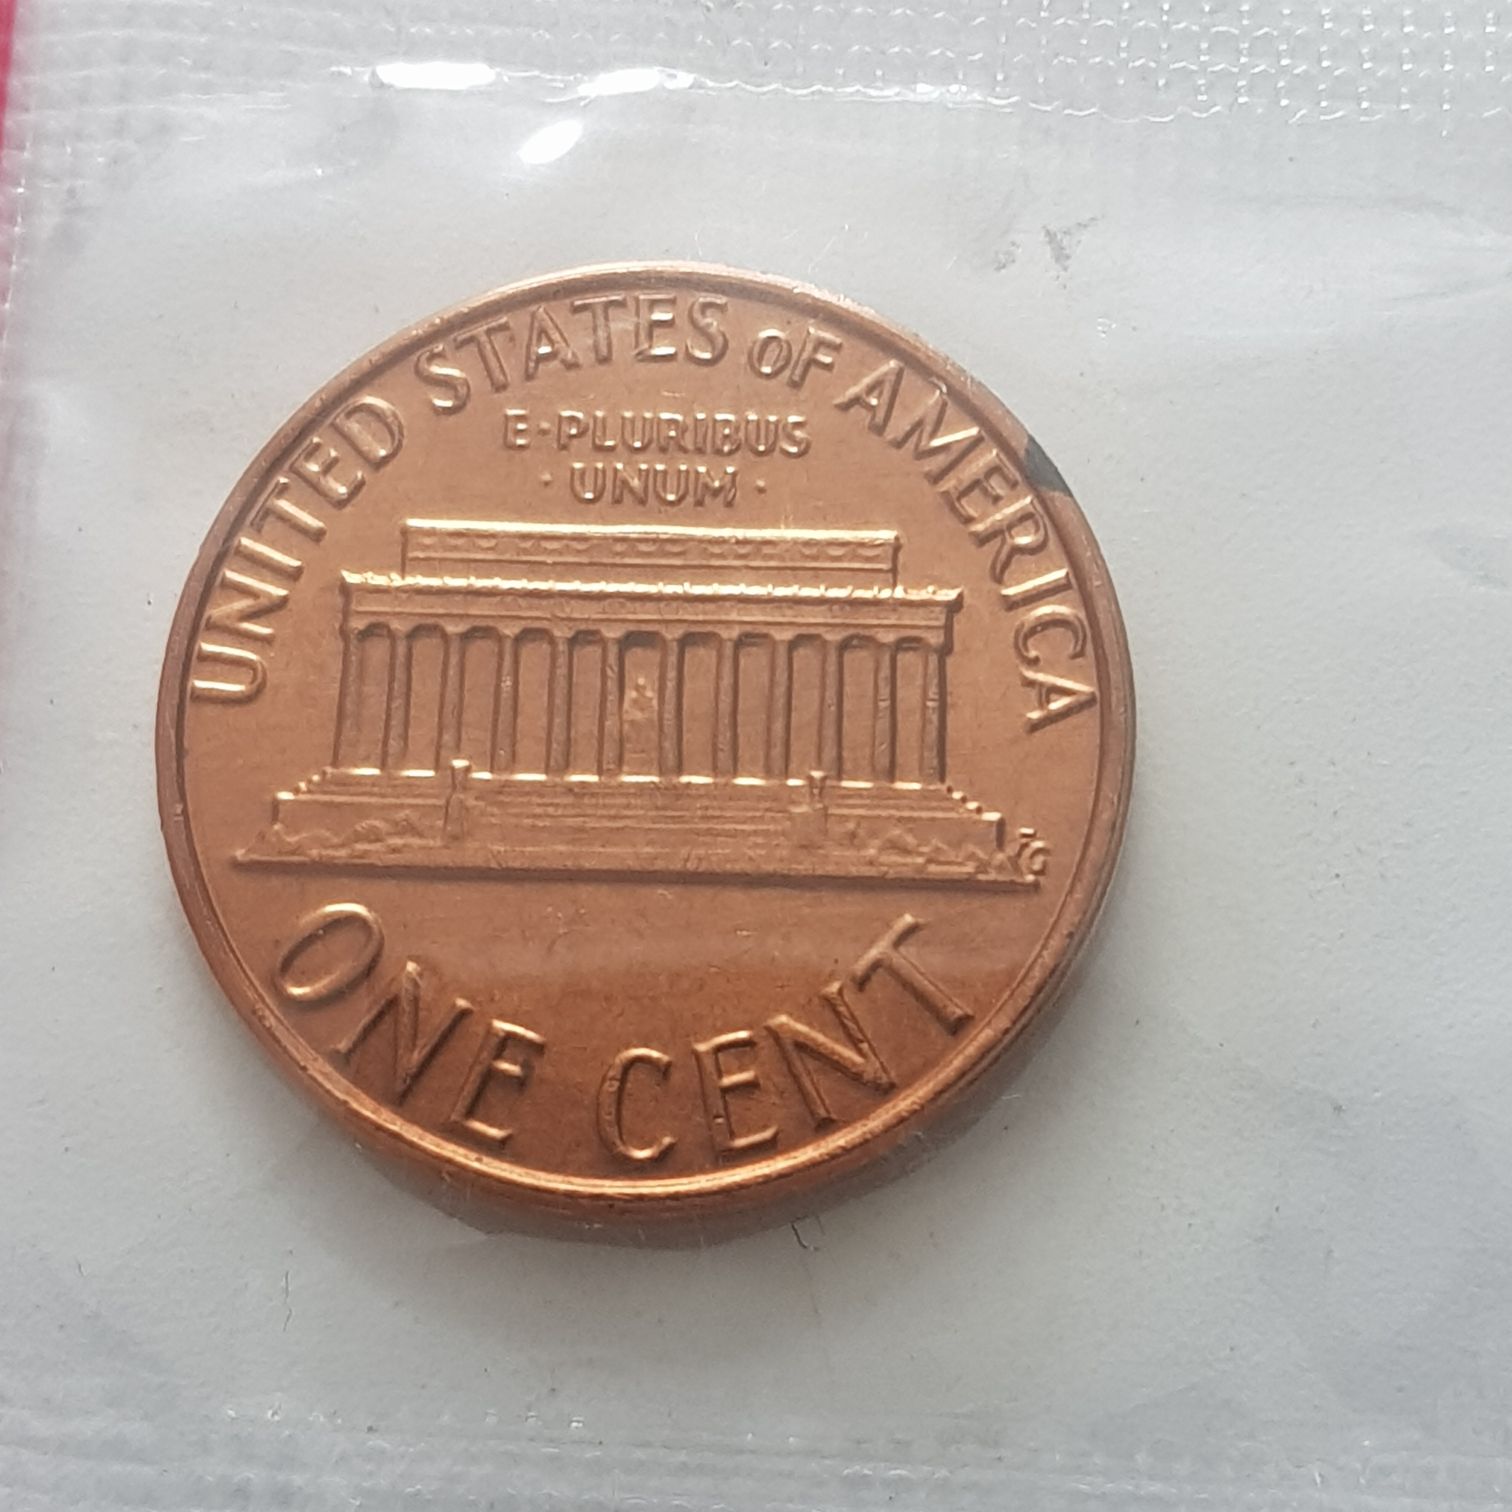 UNITED STATES OF AMERICA
E·PLURIBUS
·UNUM·
FG
ONE CENT